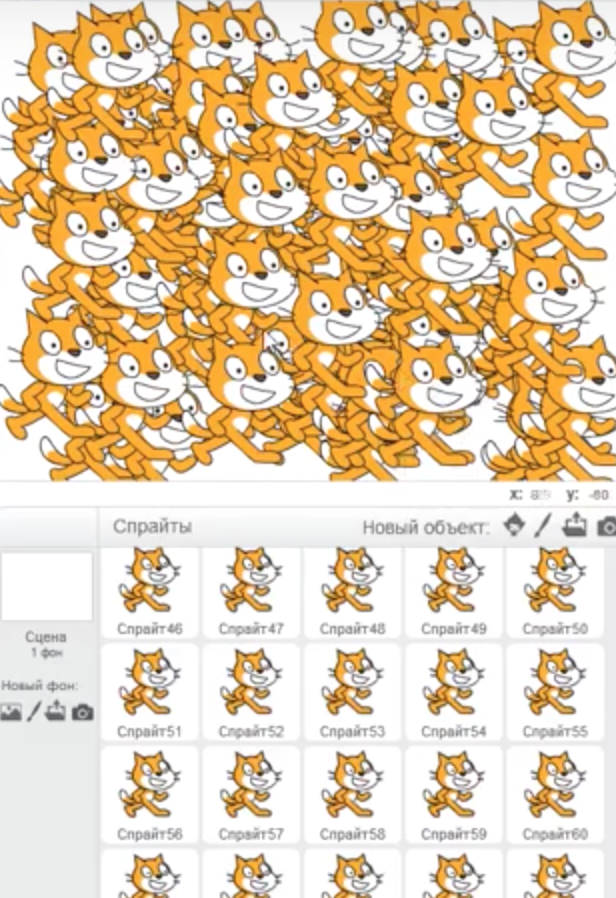 x: y: -60
Спрайты Новый объект:
Спрайт46 Спрайт47 Спрайт48 Спрайт49 Спрайт50
Сцена
1 фон
Новый фон:
Спрайт51 Спрайт52 Спрайт53 Спрайт54 Спрайт55
Спрайт56 Спрайт57 Спрайт58 Спрайт59 Спрайт60